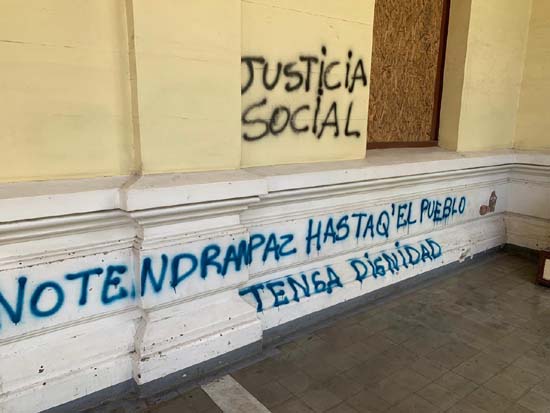 JUSTICIA
SOCIAL
NO TENDRAN PAZ HASTA Q' EL PUEBLO
TENGA DIGNIDAD